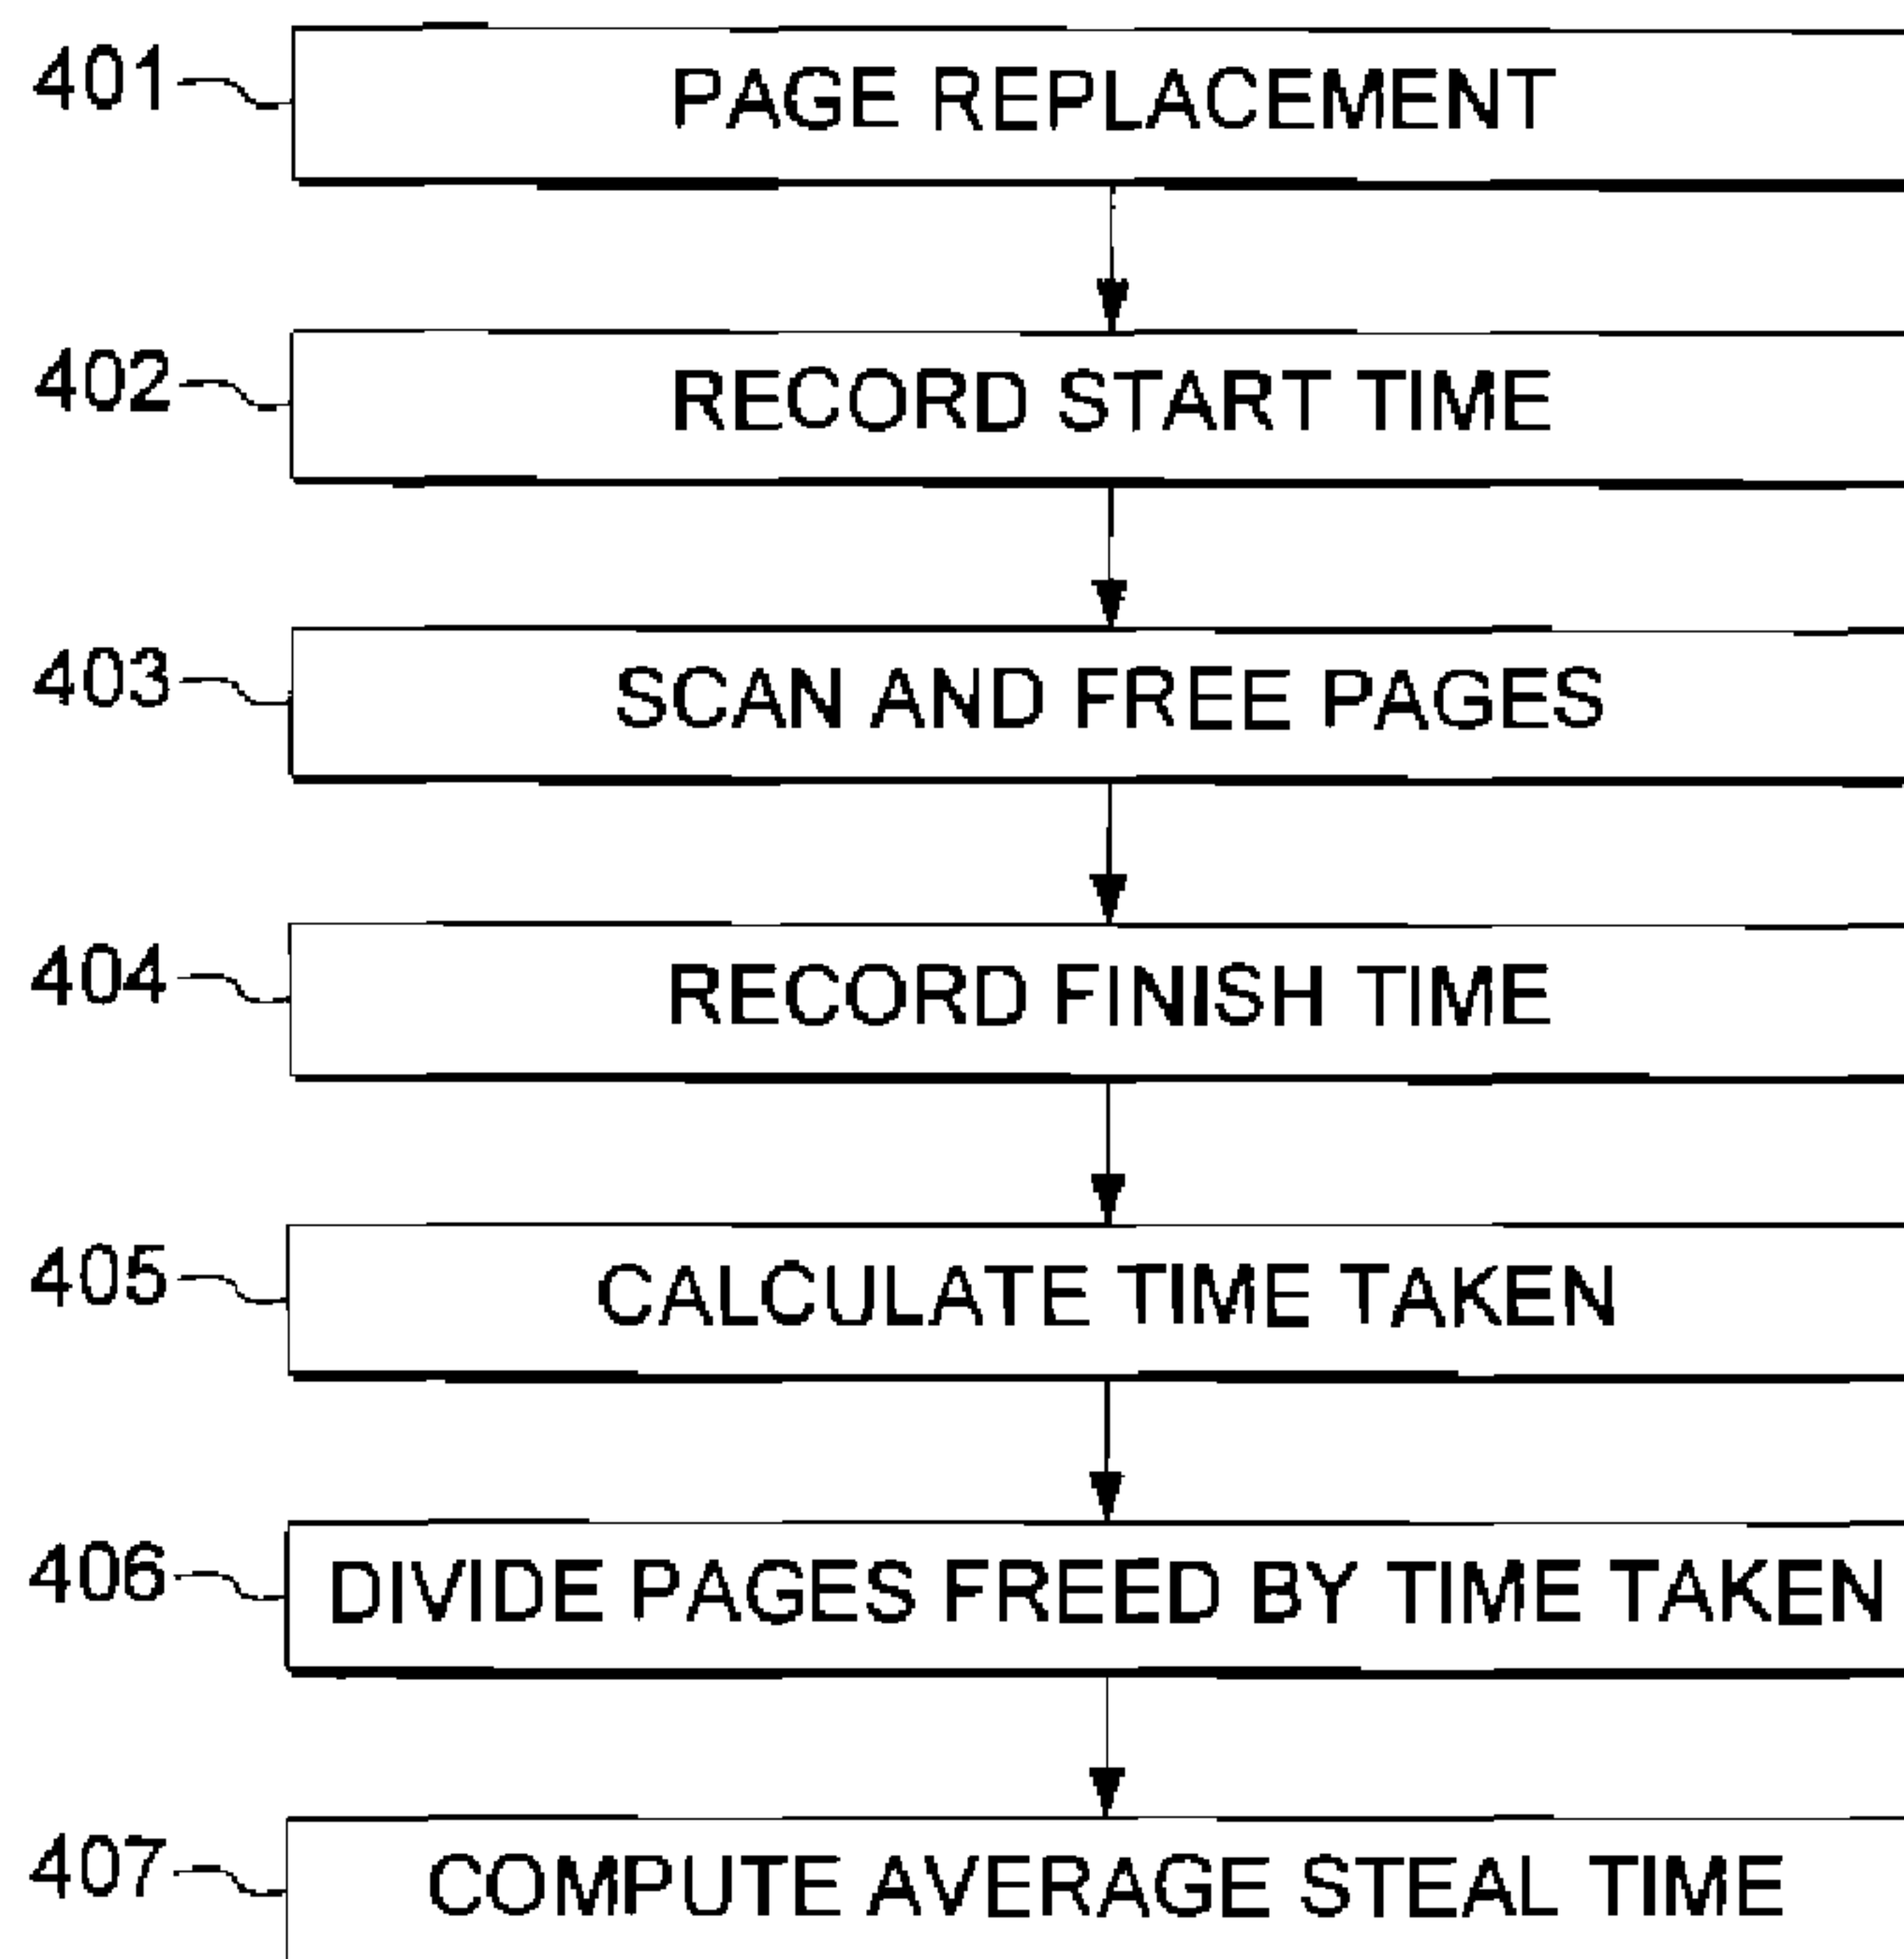 401 PAGE REPLACEMENT
402 RECORD START TIME
403 SCAN AND FREE PAGES
404 RECORD FINISH TIME
405 CALCULATE TIME TAKEN
406 DIVIDE PAGES FREED BY TIME TAKEN
407 COMPUTE AVERAGE STEAL TIME